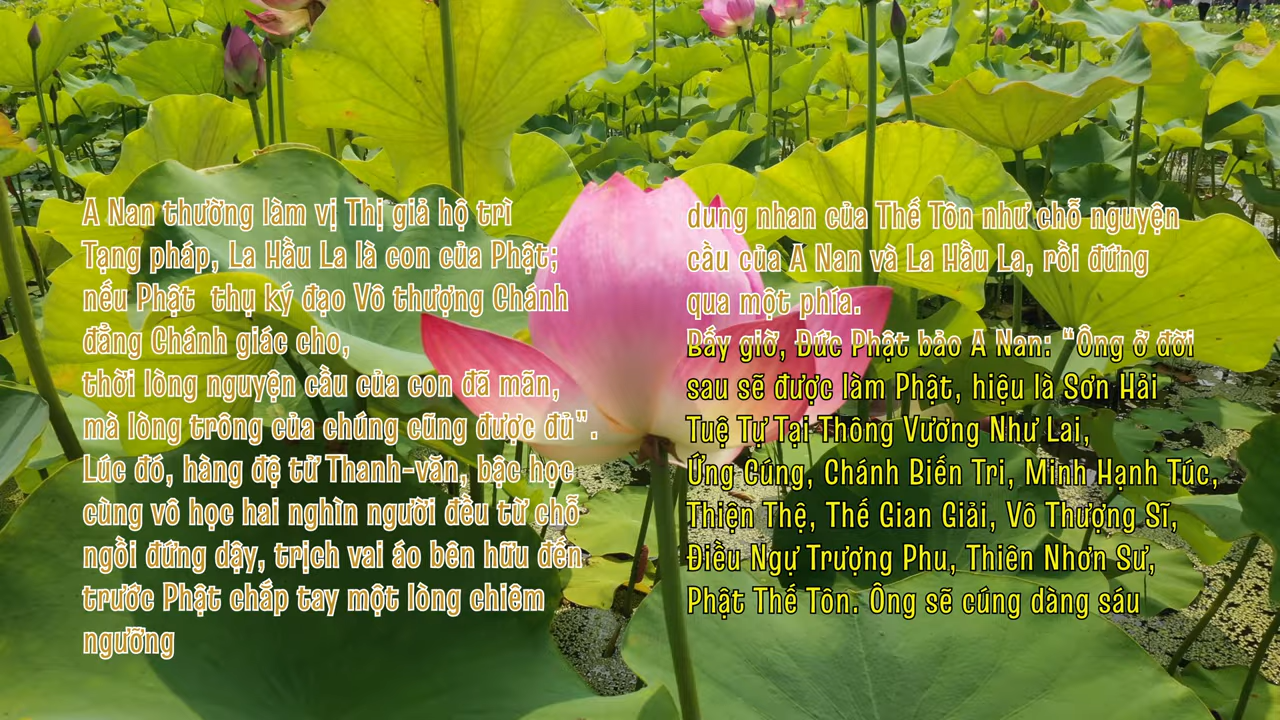 A Nan thường làm vị Thị giả hộ trì
Tạng pháp, La Hầu La là con của Phật;
nếu Phật  thụ ký đạo Vô thượng Chánh
đẳng Chánh giác cho,
thời lòng nguyện cầu của con đã mãn,
mà lòng trông của chúng cũng được đủ”.
Lúc đó, hàng đệ tử Thanh-văn, bậc học
cùng vô học hai nghìn người đều từ chỗ
ngồi đứng dậy, trịch vai áo bên hữu đến
trước Phật chắp tay một lòng chiêm
ngưỡng
dung nhan của Thế Tôn như chỗ nguyện
cầu của A Nan và La Hầu La, rồi đứng
qua một phía.
Bấy giờ, Đức Phật bảo A Nan: “Ông ở đời
sau sẽ được làm Phật, hiệu là Sơn Hải
Tuệ Tự Tại Thông Vương Như Lai,
Ứng Cúng, Chánh Biến Tri, Minh Hạnh Túc,
Thiện Thệ, Thế Gian Giải, Vô Thượng Sĩ,
Điều Ngự Trượng Phu, Thiên Nhơn Sư,
Phật Thế Tôn. Ông sẽ cúng dàng sáu